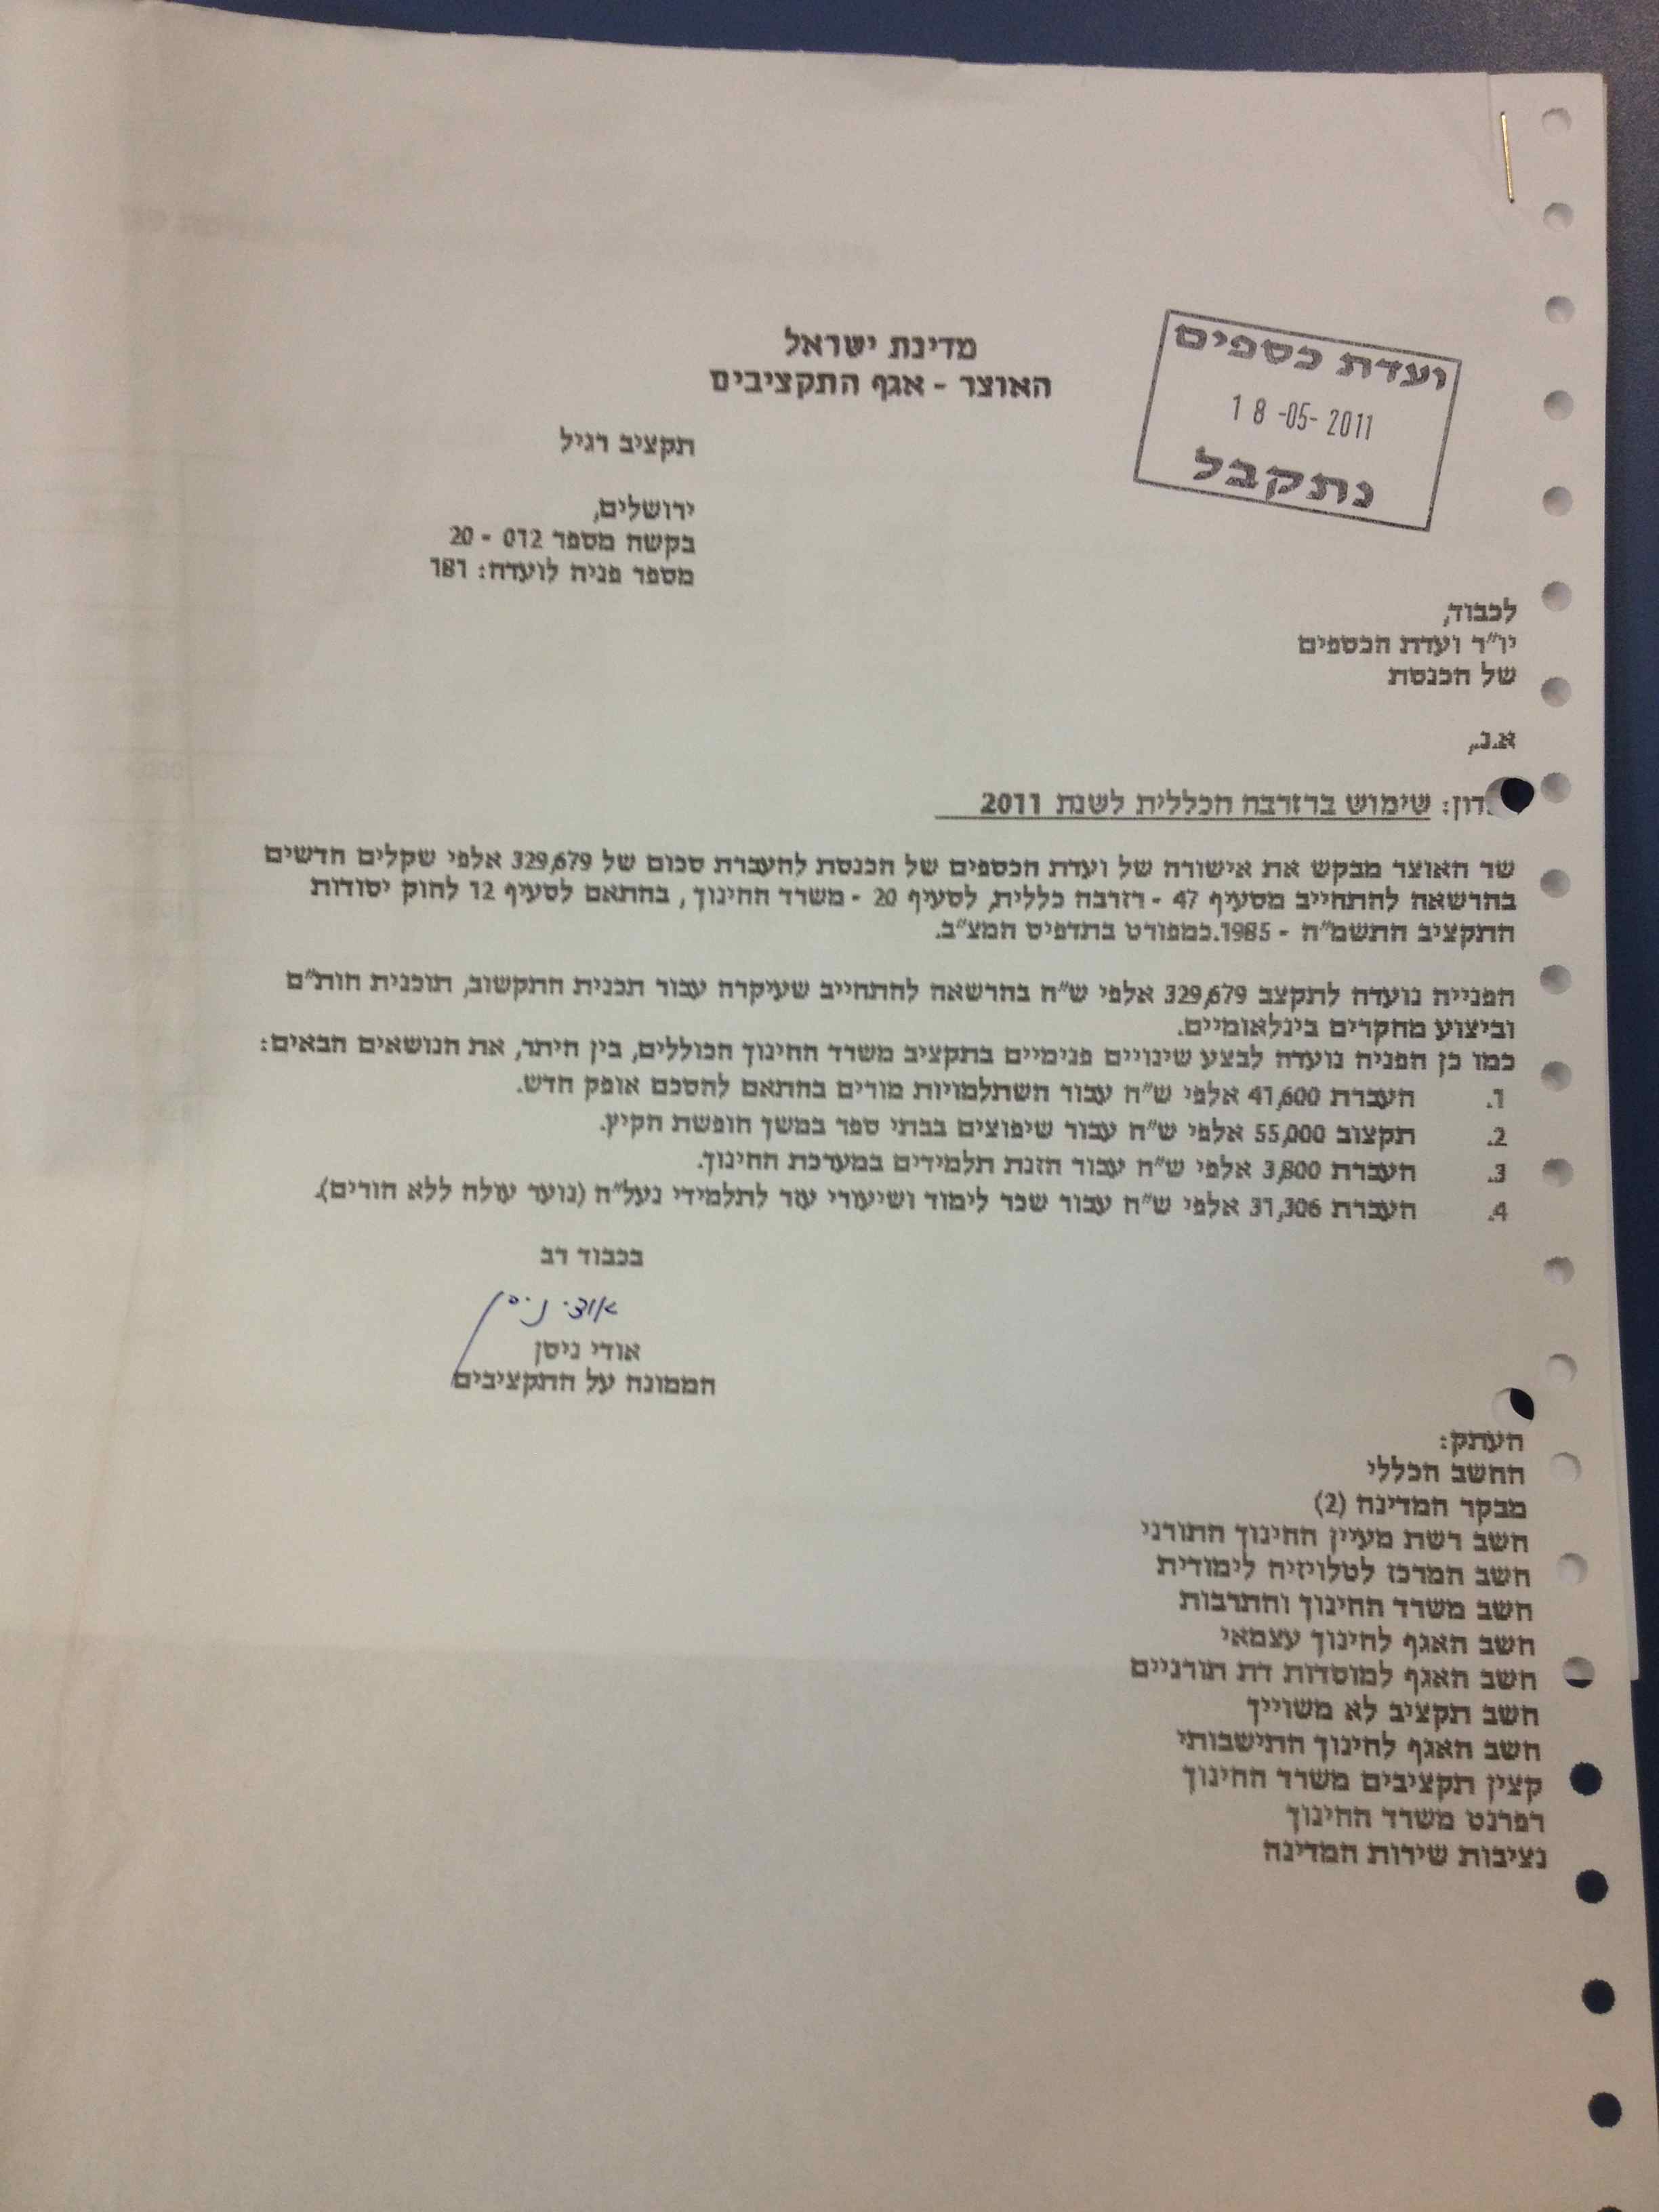 ועדת כספים
18-05-2011
נתקבל
מדינת ישראל
האוצר - אגף התקציבים
תקציב רגיל
ירושלים,
בקשה מספר 012 - 20
מספר פניה לועדה: 181
לכבוד,
יו"ר ועדת הכספים
של הכנסת
א.נ.,
הנדון: שימוש ברזרבה הכללית לשנת 2011
שר האוצר מבקש את אישורה של ועדת הכספים של הכנסת להעברת סכום של 329,679 אלפי שקלים חדשים
בהרשאה להתחייב מסעיף 47 - רזרבה כללית, לסעיף 20 - משרד החינוך, בהתאם לסעיף 12 לחוק יסודות
התקציב התשמ"ה - 1985.כמפורט בתדפיס המצ"ב.
הפנייה נועדה לתקצב 329,679 אלפי ש"ח בהרשאה להתחייב שעיקרה עבור תכנית התקשוב, תוכנית חות"ם
וביצוע מחקרים בינלאומיים.
כמו כן הפניה נועדה לבצע שינויים פנימיים בתקציב משרד החינוך הכוללים, בין היתר, את הנושאים הבאים:
1. העברת 41,600 אלפי ש"ח עבור השתלמויות מורים בהתאם להסכם אופק חדש.
2. תקצוב 55,000 אלפי ש"ח עבור שיפוצים בבתי ספר במשך חופשת הקיץ.
3. העברת 3,800 אלפי ש"ח עבור הזנת תלמידים במערכת החינוך.
4. העברת 31,306 אלפי ש"ח עבור שכר לימוד ושיעורי עזר לתלמידי נעל"ה (נוער עולה ללא הורים).
בכבוד רב
אודי ניסן
אודי ניסן
הממונה על התקציבים
העתק:
החשב הכללי
מבקר המדינה (2)
חשב רשת מעיין החינוך התורני
חשב המרכז לטלויזיה לימודית
חשב משרד החינוך והתרבות
חשב האגף לחינוך עצמאי
חשב האגף למוסדות דת תורניים
חשב תקציב לא משוייך
חשב האגף לחינוך התישבותי
קצין תקציבים משרד החינוך
רפרנט משרד החינוך
נציבות שירות המדינה